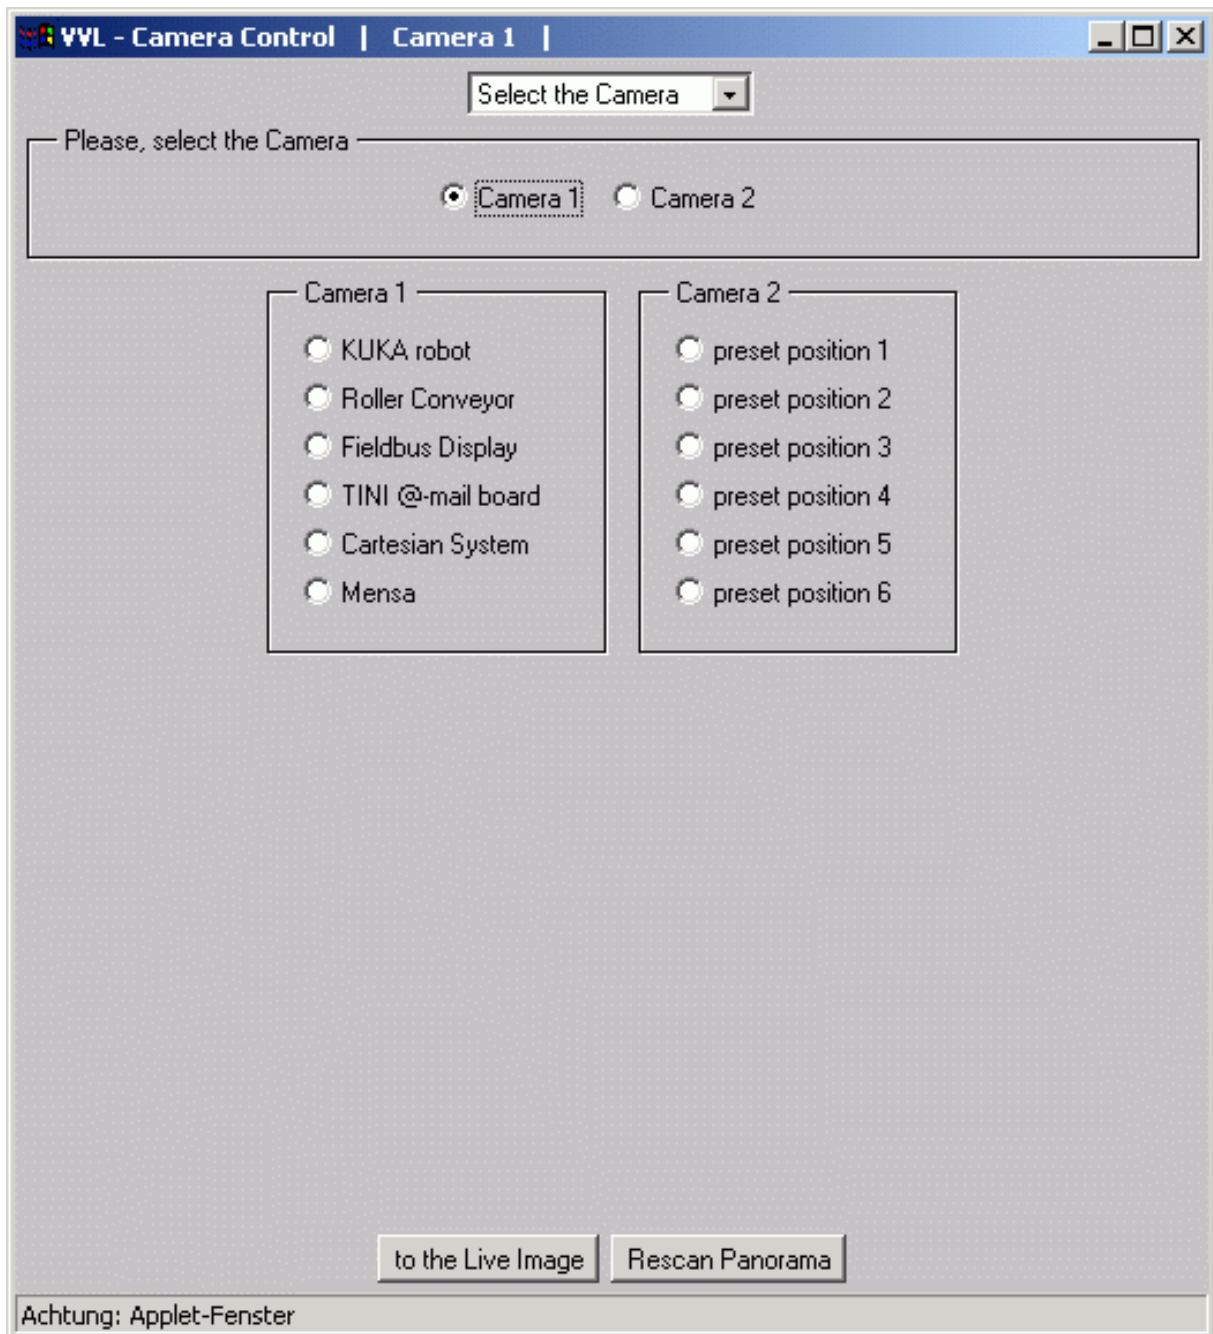 VVL - Camera Control | Camera 1 |
Select the Camera
Please, select the Camera
Camera 1 Camera 2
Camera 1
KUKA robot
Roller Conveyor
Fieldbus Display
TINI @-mail board
Cartesian System
Mensa
Camera 2
preset position 1
preset position 2
preset position 3
preset position 4
preset position 5
preset position 6
to the Live Image Rescan Panorama
Achtung: Applet-Fenster